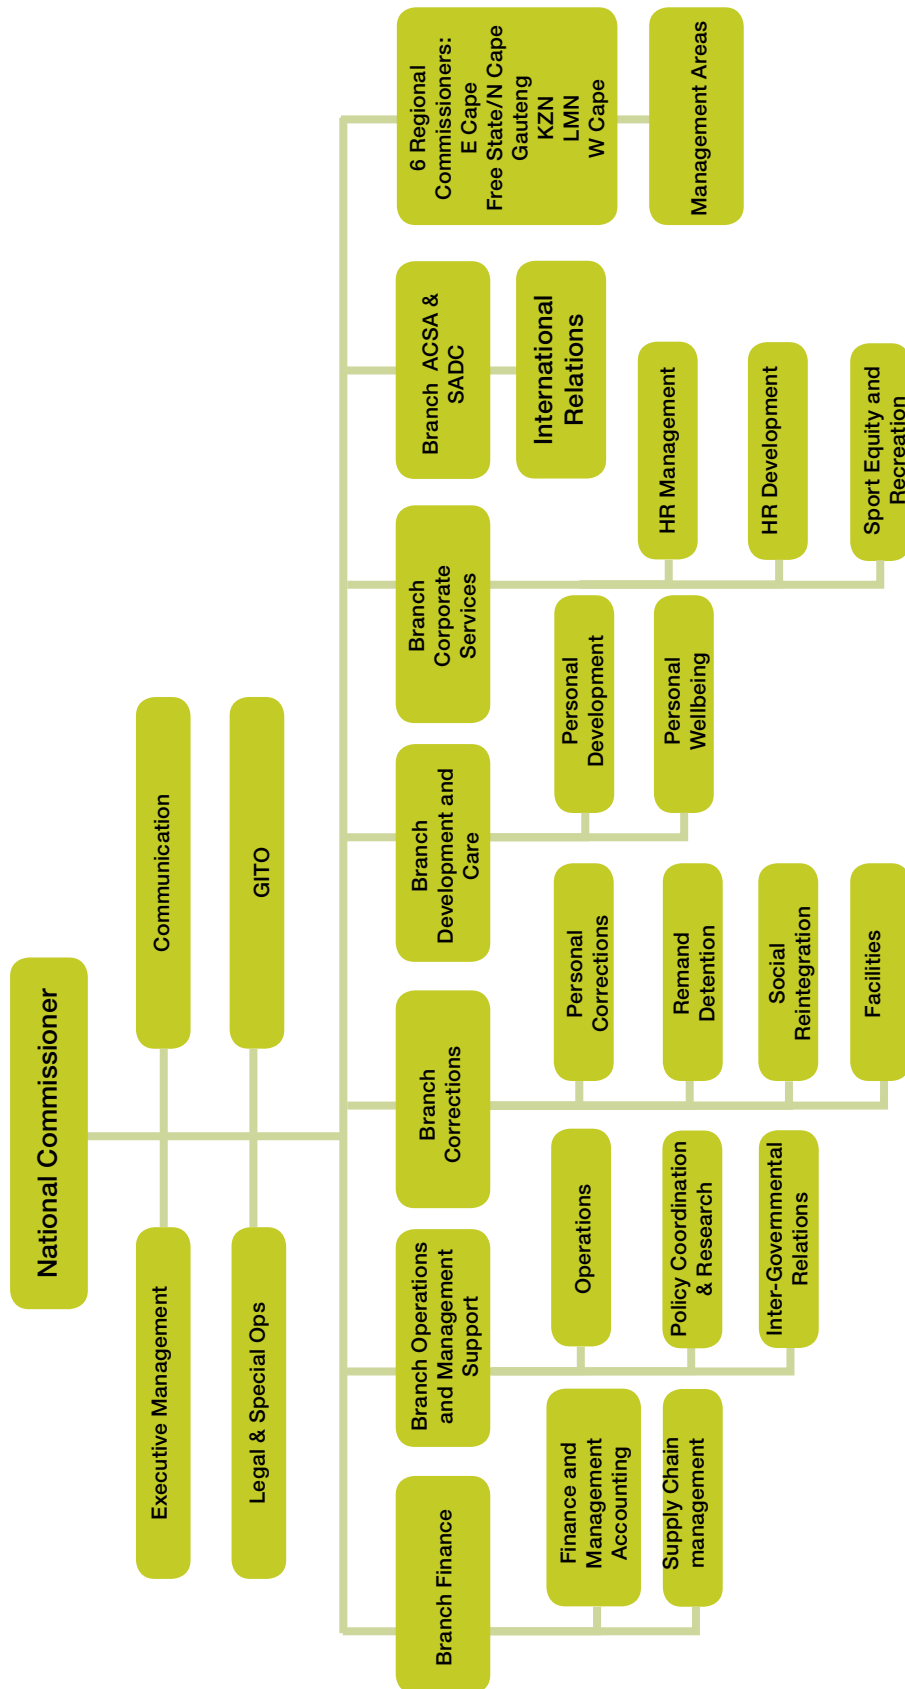 National Commissioner
Executive Management
Communication
Legal & Special Ops
GITO
Branch Finance
Finance and
Management
Accounting
Supply Chain
management
Branch Operations
and Management
Support
Operations
Policy Coordination
& Research
Inter-Governmental
Relations
Branch
Corrections
Personal
Corrections
Remand
Detention
Social
Reintegration
Facilities
Branch
Development and
Care
Personal
Development
Personal
Wellbeing
Branch
Corporate
Services
HR Management
HR Development
Sport Equity and
Recreation
Branch ACSA &
SADC
International
Relations
6 Regional
Commissioners:
E Cape
Free State/N Cape
Gauteng
KZN
LMN
W Cape
Management Areas